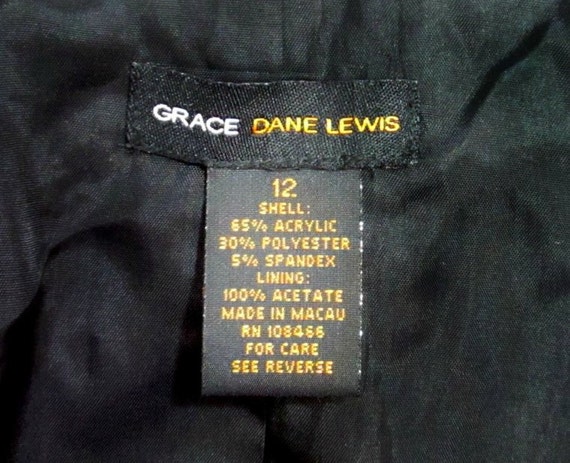 GRACE DANE LEWIS
12
SHELL:
65% ACRYLIC
30% POLYESTER
5% SPANDEX
LINING:
100% ACETATE
MADE IN MACAU
RN 108466
FOR CARE
SEE REVERSE